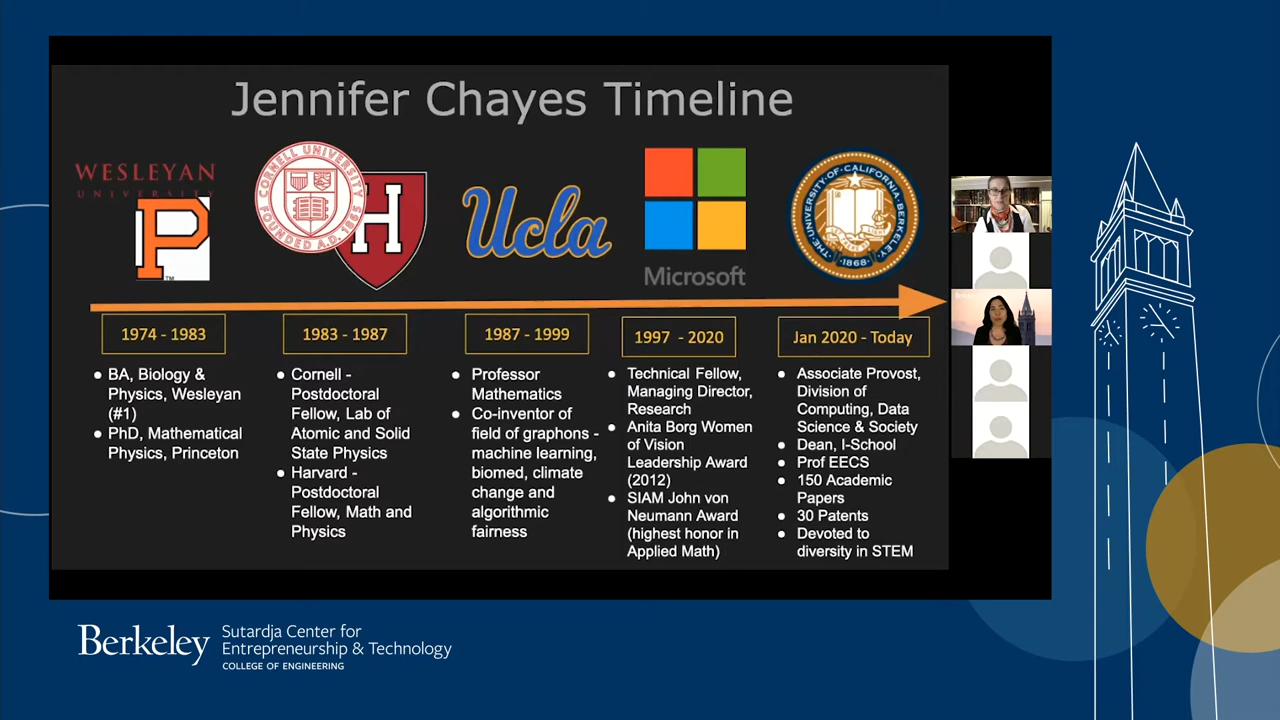 Jennifer Chayes Timeline
WESLEYAN
UNIVERSITY
P
TM
CORNELL UNIVERSITY
FOUNDED A.D. 1865
H
Ucla
Microsoft
THE·UNIVERSITY·OF·CALIFORNIA·BERKELEY
·1868·
1974 - 1983
● BA, Biology &
Physics, Wesleyan
(#1)
● PhD, Mathematical
Physics, Princeton
1983 - 1987
● Cornell -
Postdoctoral
Fellow, Lab of
Atomic and Solid
State Physics
● Harvard -
Postdoctoral
Fellow, Math and
Physics
1987 - 1999
● Professor
Mathematics
● Co-inventor of
field of graphons -
machine learning,
biomed, climate
change and
algorithmic
fairness
1997 - 2020
● Technical Fellow,
Managing Director,
Research
● Anita Borg Women
of Vision
Leadership Award
(2012)
● SIAM John von
Neumann Award
(highest honor in
Applied Math)
Jan 2020 - Today
● Associate Provost,
Division of
Computing, Data
Science & Society
● Dean, I-School
● Prof EECS
● 150 Academic
Papers
● 30 Patents
● Devoted to
diversity in STEM
Berkeley
Sutardja Center for
Entrepreneurship & Technology
COLLEGE OF ENGINEERING